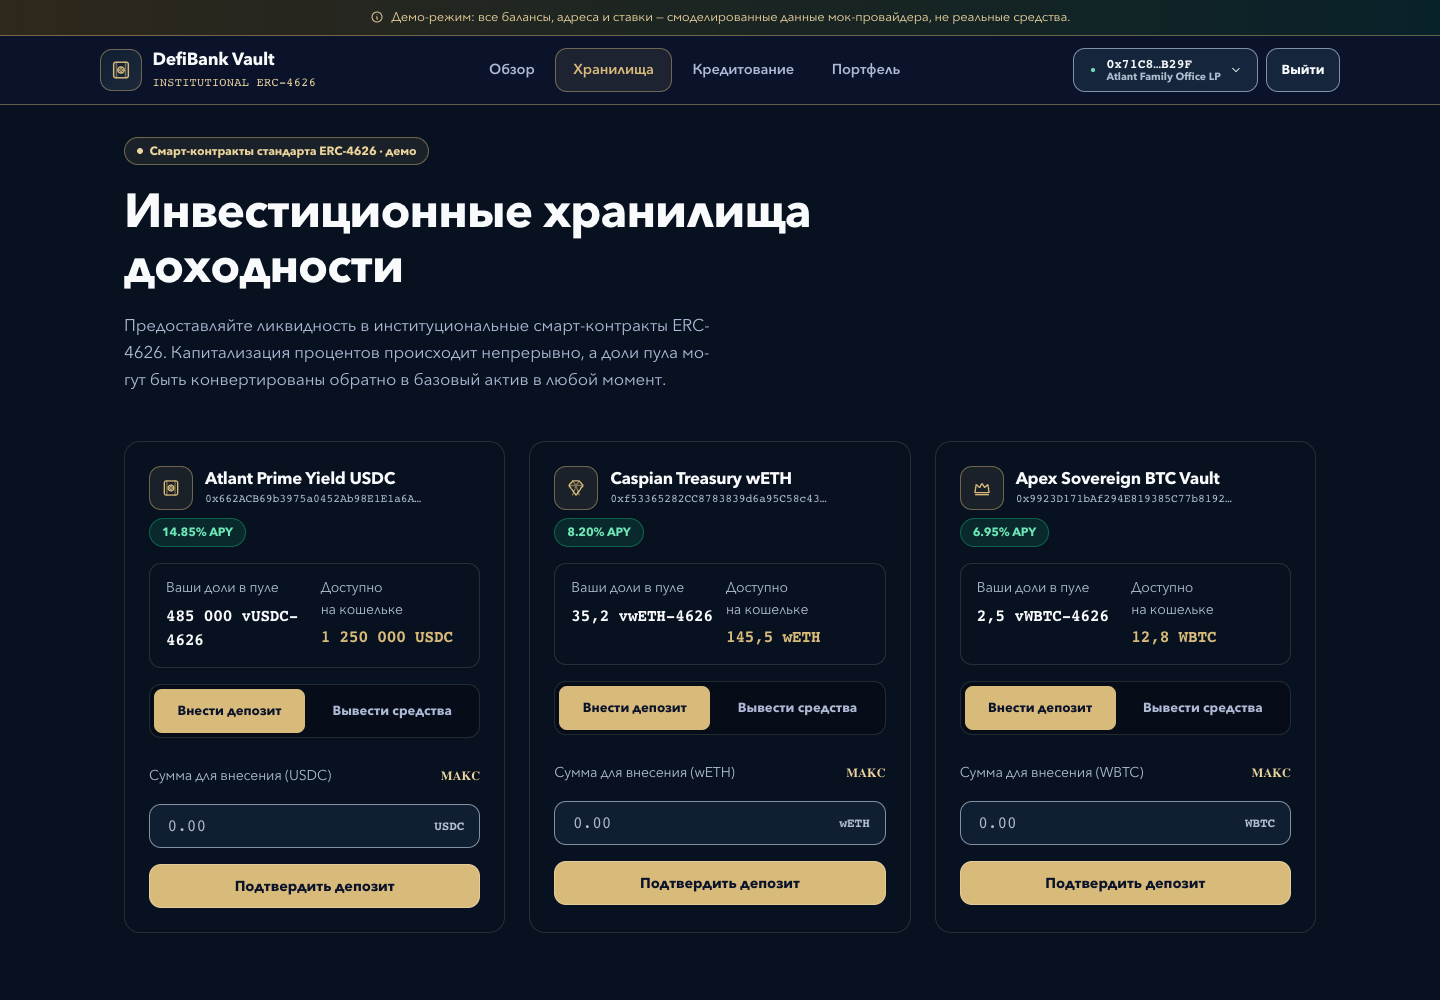 Демо-режим: все балансы, адреса и ставки — смоделированные данные мок-провайдера, не реальные средства.
DefiBank Vault
INSTITUTIONAL ERC-4626
Обзор
Хранилища
Кредитование
Портфель
0x71C8…B29F
Atlant Family Office LP
Выйти
Смарт-контракты стандарта ERC-4626 · демо
Инвестиционные хранилища
доходности
Предоставляйте ликвидность в институциональные смарт-контракты ERC-
4626. Капитализация процентов происходит непрерывно, а доли пула мо-
гут быть конвертированы обратно в базовый актив в любой момент.
Atlant Prime Yield USDC
0x662ACB69b3975a0452Ab98E1E1a6A…
14.85% APY
Ваши доли в пуле
485 000 vUSDC-
4626
Доступно
на кошельке
1 250 000 USDC
Внести депозит
Вывести средства
Сумма для внесения (USDC)
МАКС
0.00
USDC
Подтвердить депозит
Caspian Treasury wETH
0xf53365282CC8783839d6a95C58c43…
8.20% APY
Ваши доли в пуле
35,2 vwETH-4626
Доступно
на кошельке
145,5 wETH
Внести депозит
Вывести средства
Сумма для внесения (wETH)
МАКС
0.00
wETH
Подтвердить депозит
Apex Sovereign BTC Vault
0x9923D171bAf294E819385C77b8192…
6.95% APY
Ваши доли в пуле
2,5 vWBTC-4626
Доступно
на кошельке
12,8 WBTC
Внести депозит
Вывести средства
Сумма для внесения (WBTC)
МАКС
0.00
WBTC
Подтвердить депозит